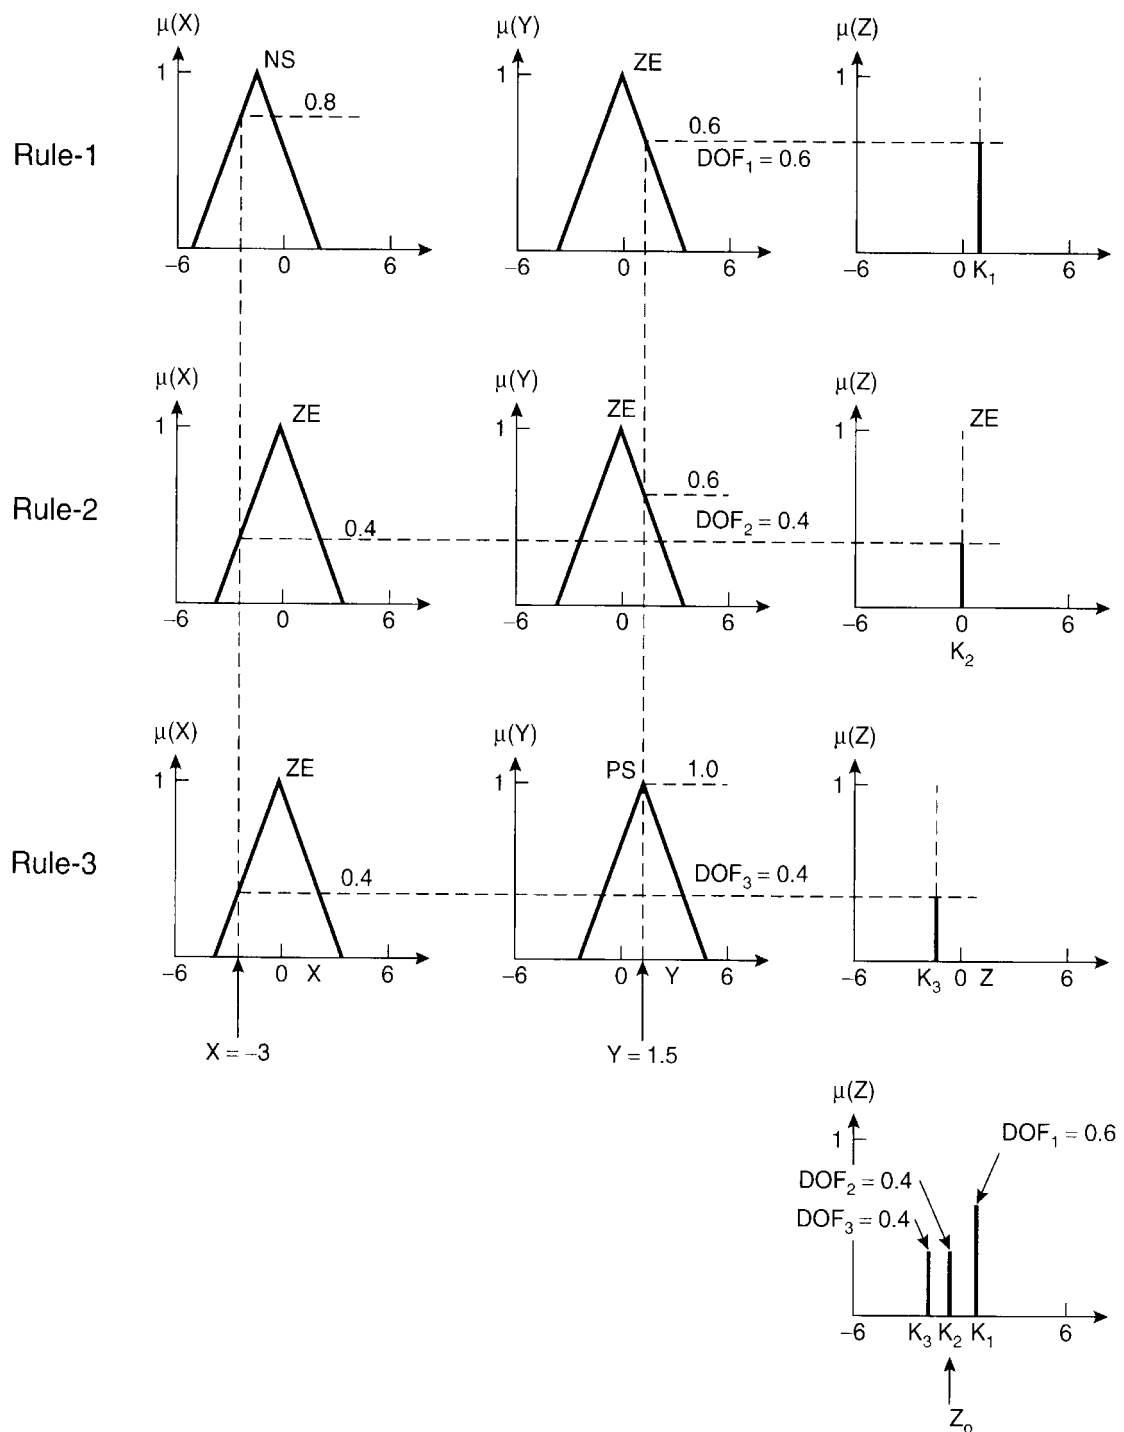 μ(X)
NS
1
0.8
-6
0
6
μ(Y)
ZE
1
0.6
DOF₁ = 0.6
-6
0
6
μ(Z)
1
-6
0
K₁
6
Rule-1
μ(X)
ZE
1
0.4
-6
0
6
μ(Y)
ZE
1
0.6
DOF₂ = 0.4
-6
0
6
μ(Z)
ZE
1
-6
0
6
K₂
Rule-2
μ(X)
ZE
1
0.4
-6
0
X
6
μ(Y)
PS
1
1.0
DOF₃ = 0.4
-6
0
Y
6
μ(Z)
1
-6
K₃
0
Z
6
Rule-3
X = -3
Y = 1.5
μ(Z)
1
DOF₁ = 0.6
DOF₂ = 0.4
DOF₃ = 0.4
-6
K₃
K₂
K₁
6
Zₒ